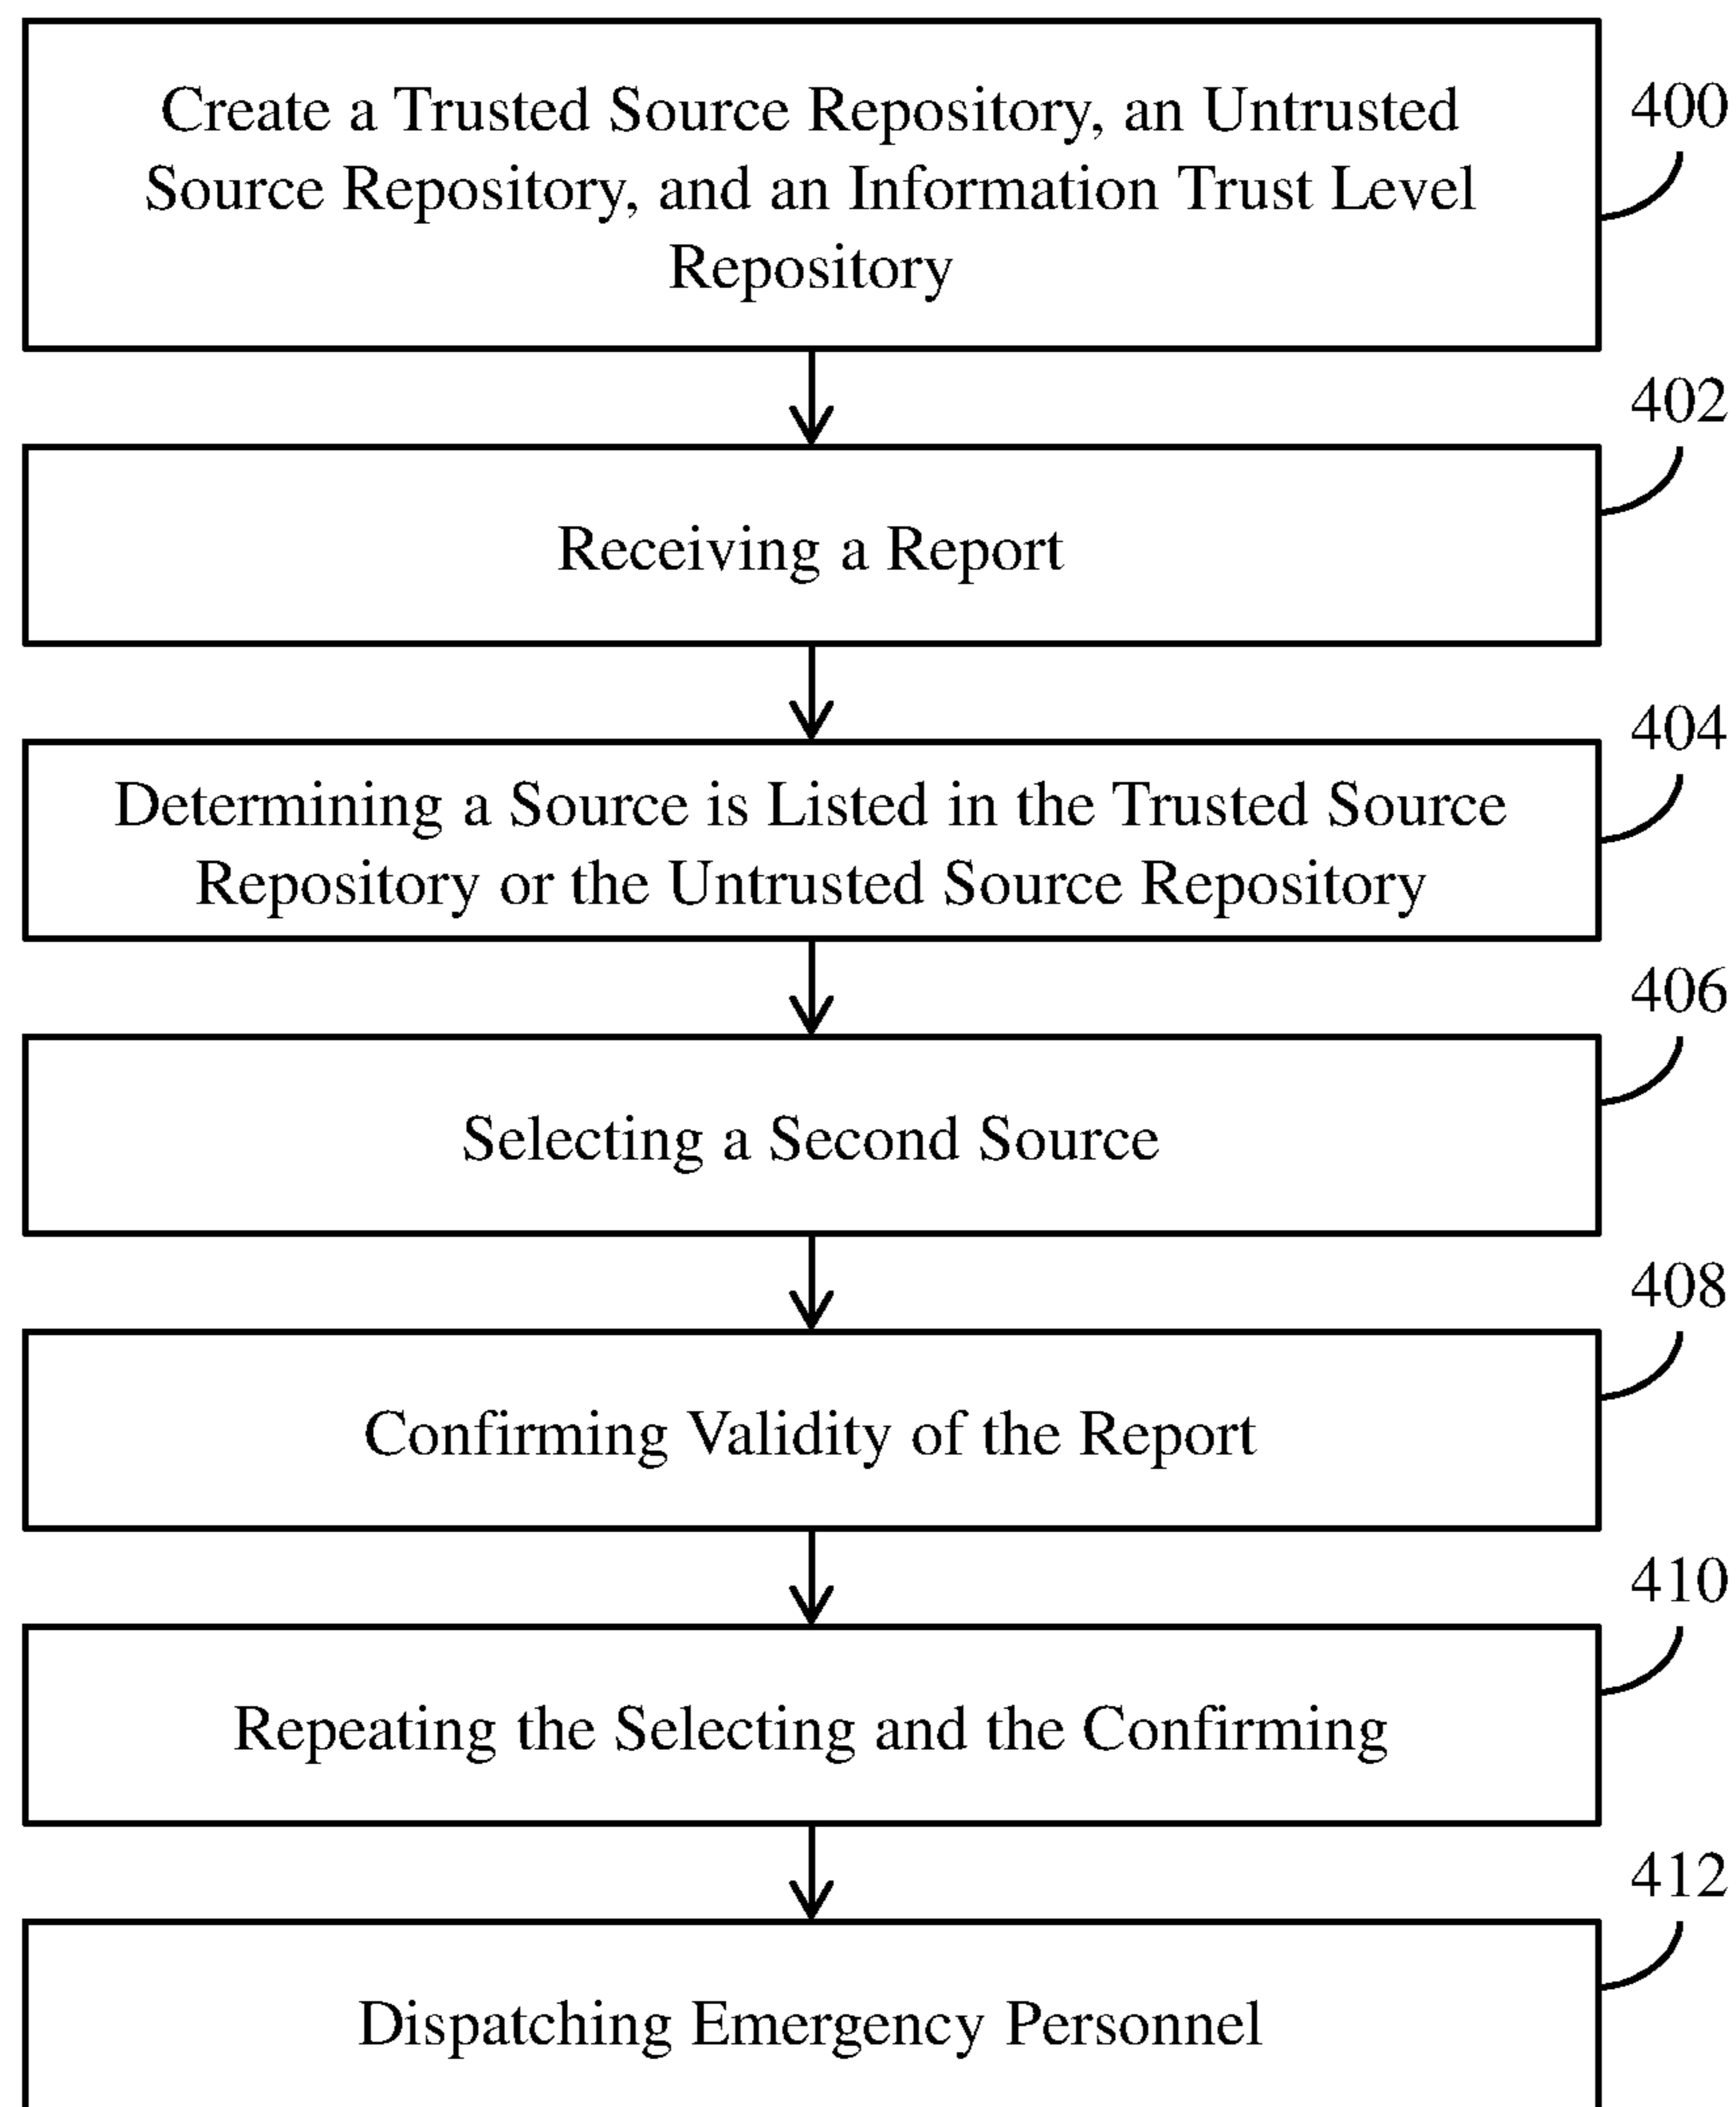 Create a Trusted Source Repository, an Untrusted
Source Repository, and an Information Trust Level
Repository
400
402
Receiving a Report
404
Determining a Source is Listed in the Trusted Source
Repository or the Untrusted Source Repository
406
Selecting a Second Source
408
Confirming Validity of the Report
410
Repeating the Selecting and the Confirming
412
Dispatching Emergency Personnel